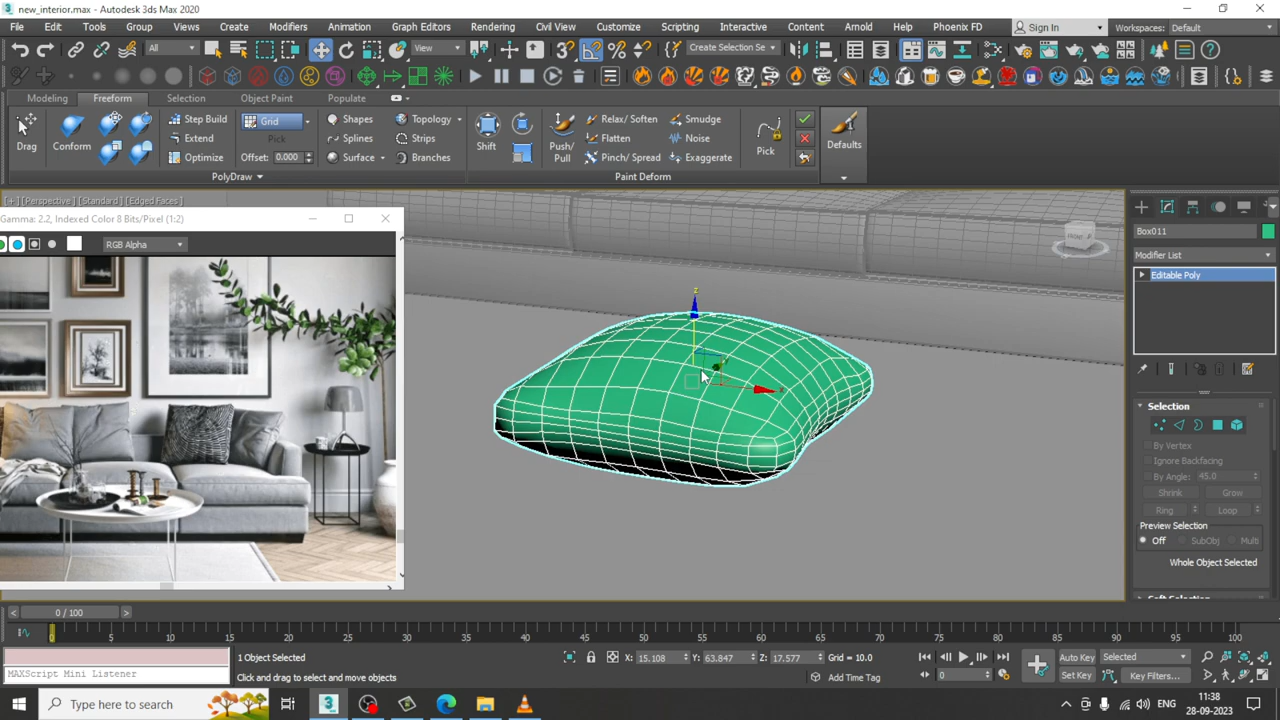 new_interior.max - Autodesk 3ds Max 2020
File Edit Tools Group Views Create Modifiers Animation Graph Editors Rendering Civil View Customize Scripting Interactive Content Arnold Help Phoenix FD Sign In Workspaces: Default
All View Create Selection Se
Modeling Freeform Selection Object Paint Populate
Drag Conform Step Build Grid Shapes Topology Shift Push/Pull Relax/ Soften Smudge Pick Defaults
Extend Pick Splines Strips Flatten Noise
Optimize Offset: 0.000 Surface Branches Pinch/ Spread Exaggerate
PolyDraw Paint Deform
[+] [Perspective] [Standard] [Edged Faces]
Gamma: 2.2, Indexed Color 8 Bits/Pixel (1:2)
RGB Alpha
z
x
Box011
Modifier List
Editable Poly
Selection
By Vertex
Ignore Backfacing
By Angle: 45.0
Shrink Grow
Ring Loop
Preview Selection
Off SubObj Multi
Whole Object Selected
Soft Selection
0 / 100
0 5 10 15 20 25 30 35 40 45 50 55 60 65 70 75 80 85 90 95 100
1 Object Selected X: 15.108 Y: 63.847 Z: 17.577 Grid = 10.0 Auto Key Selected
MAXScript Mini Listener Click and drag to select and move objects Add Time Tag 0 Set Key Key Filters...
Type here to search ENG 11:38
28-09-2023